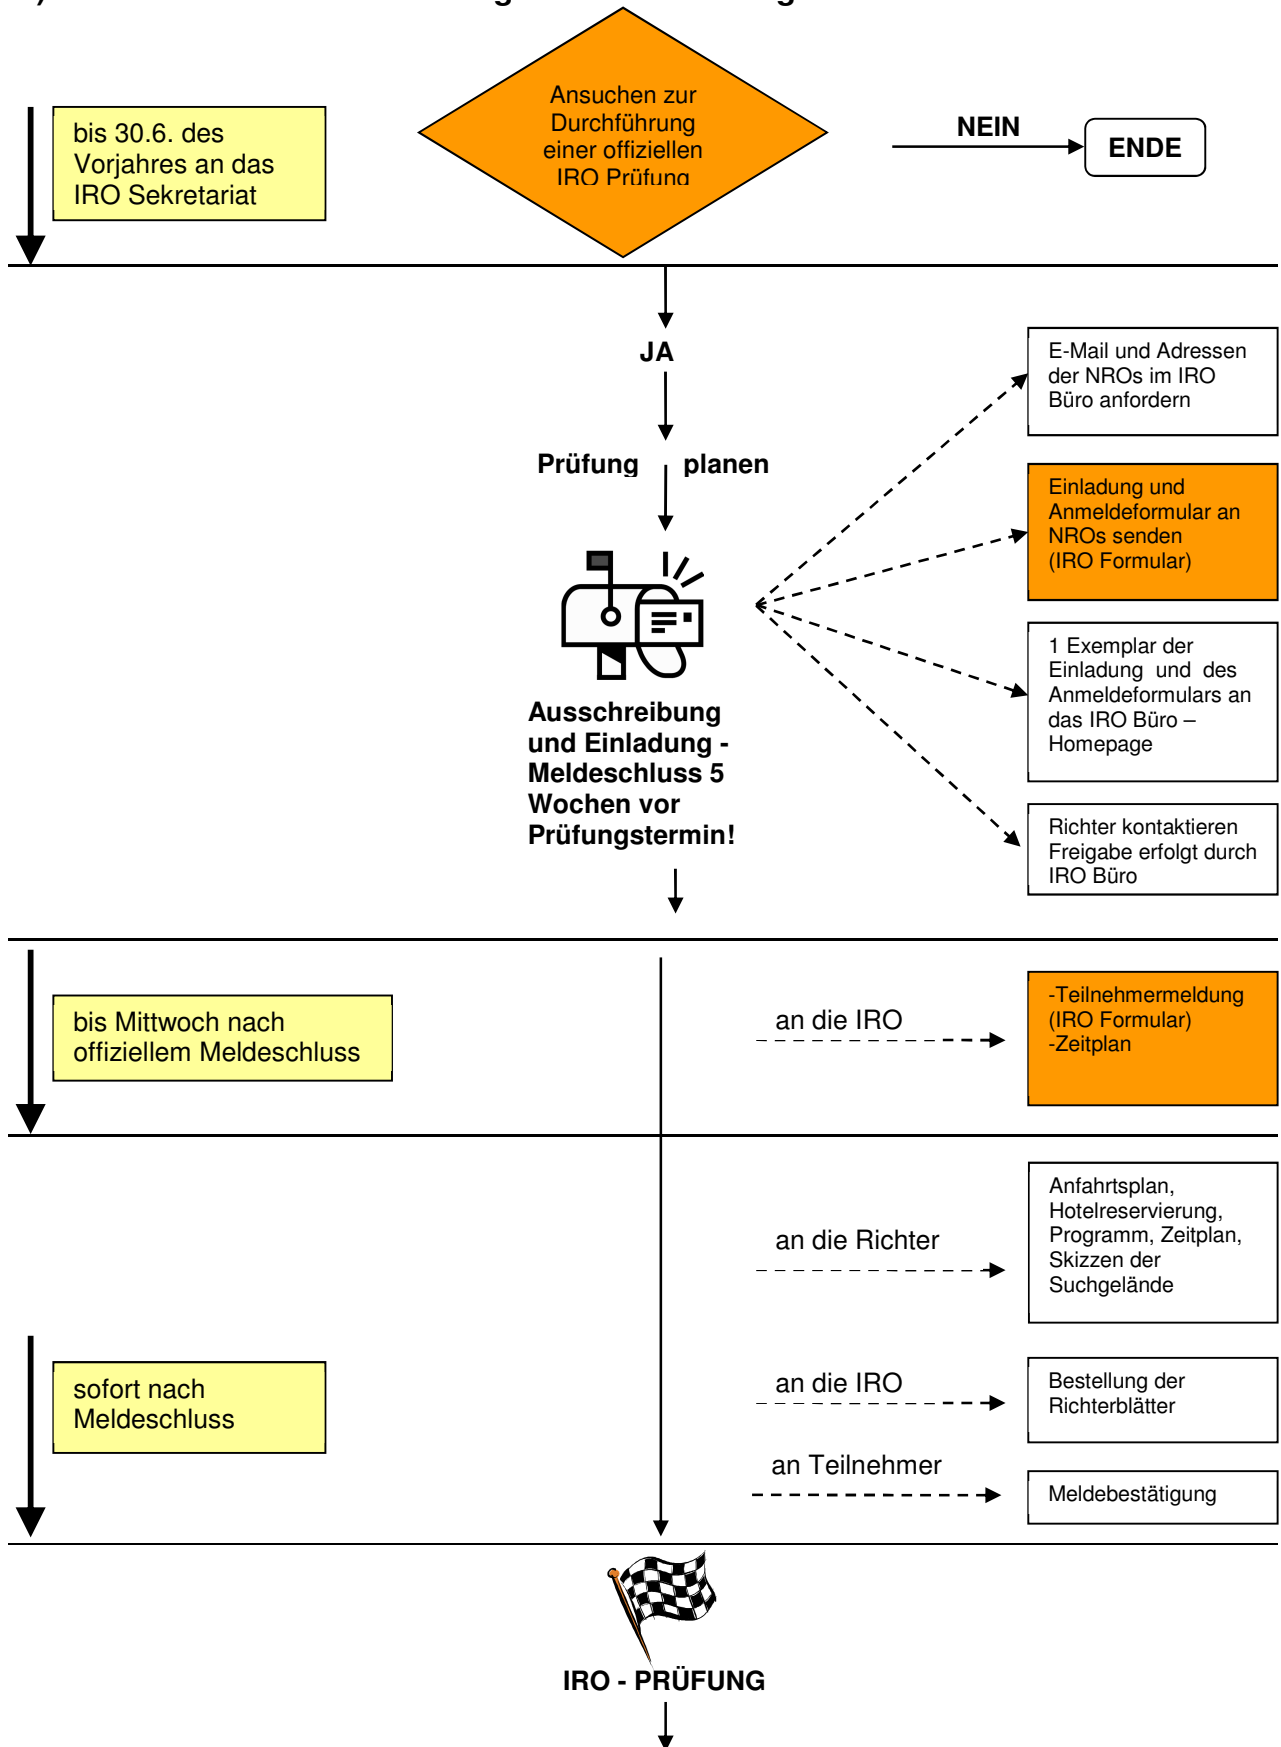 bis 30.6. des
Vorjahres an das
IRO Sekretariat
Ansuchen zur
Durchführung
einer offiziellen
IRO Prüfung
NEIN
ENDE
JA
Prüfung planen
Ausschreibung
und Einladung -
Meldeschluss 5
Wochen vor
Prüfungstermin!
E-Mail und Adressen
der NROs im IRO
Büro anfordern
Einladung und
Anmeldeformular an
NROs senden
(IRO Formular)
1 Exemplar der
Einladung und des
Anmeldeformulars an
das IRO Büro –
Homepage
Richter kontaktieren
Freigabe erfolgt durch
IRO Büro
bis Mittwoch nach
offiziellem Meldeschluss
an die IRO
-Teilnehmermeldung
(IRO Formular)
-Zeitplan
an die Richter
Anfahrtsplan,
Hotelreservierung,
Programm, Zeitplan,
Skizzen der
Suchgelände
sofort nach
Meldeschluss
an die IRO
Bestellung der
Richterblätter
an Teilnehmer
Meldebestätigung
IRO - PRÜFUNG